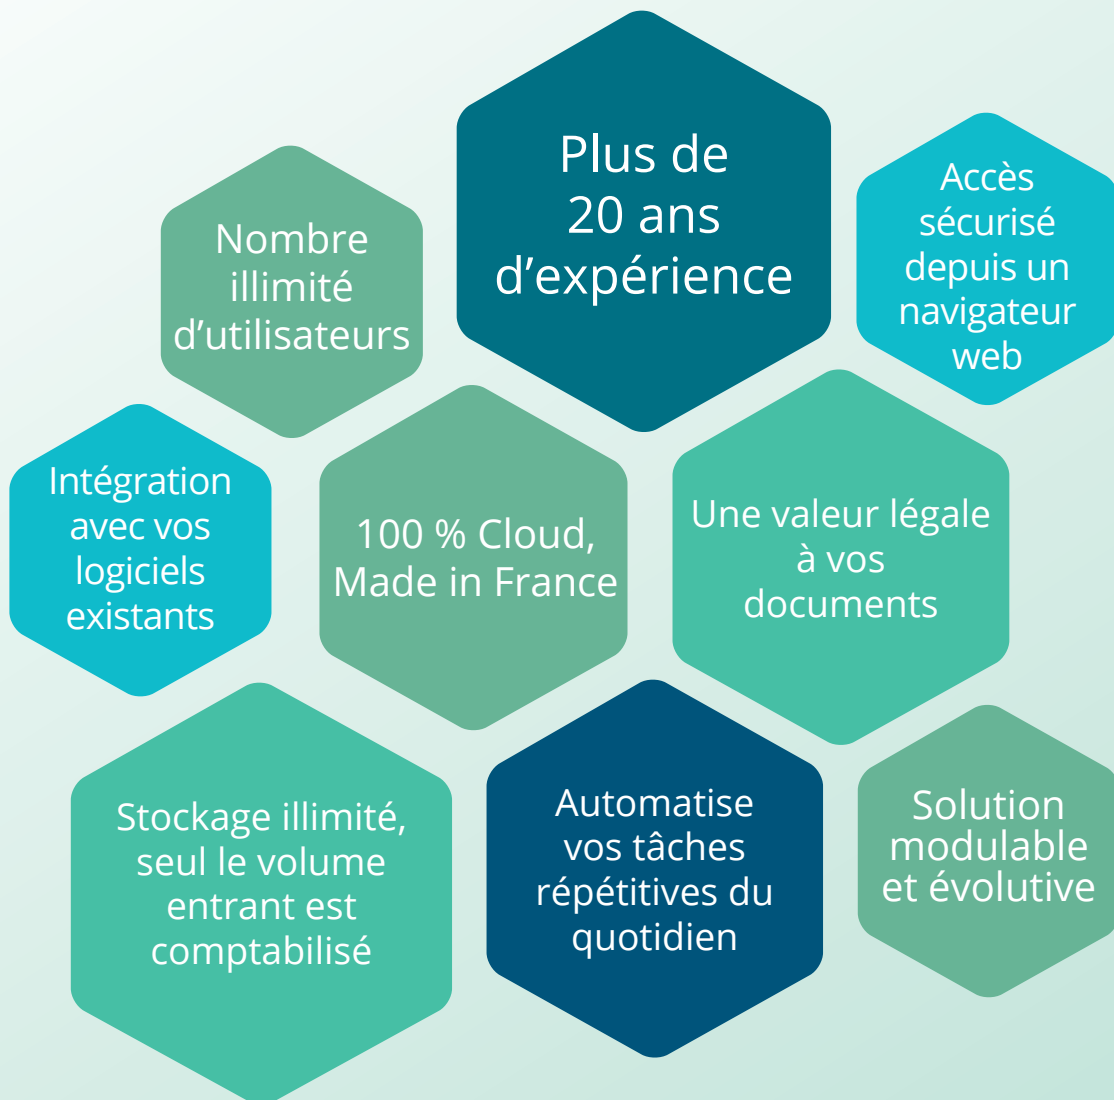 Plus de
20 ans
d’expérience
Nombre
illimité
d’utilisateurs
Accès
sécurisé
depuis un
navigateur
web
Intégration
avec vos
logiciels
existants
100 % Cloud,
Made in France
Une valeur légale
à vos
documents
Stockage illimité,
seul le volume
entrant est
comptabilisé
Automatise
vos tâches
répétitives du
quotidien
Solution
modulable
et évolutive